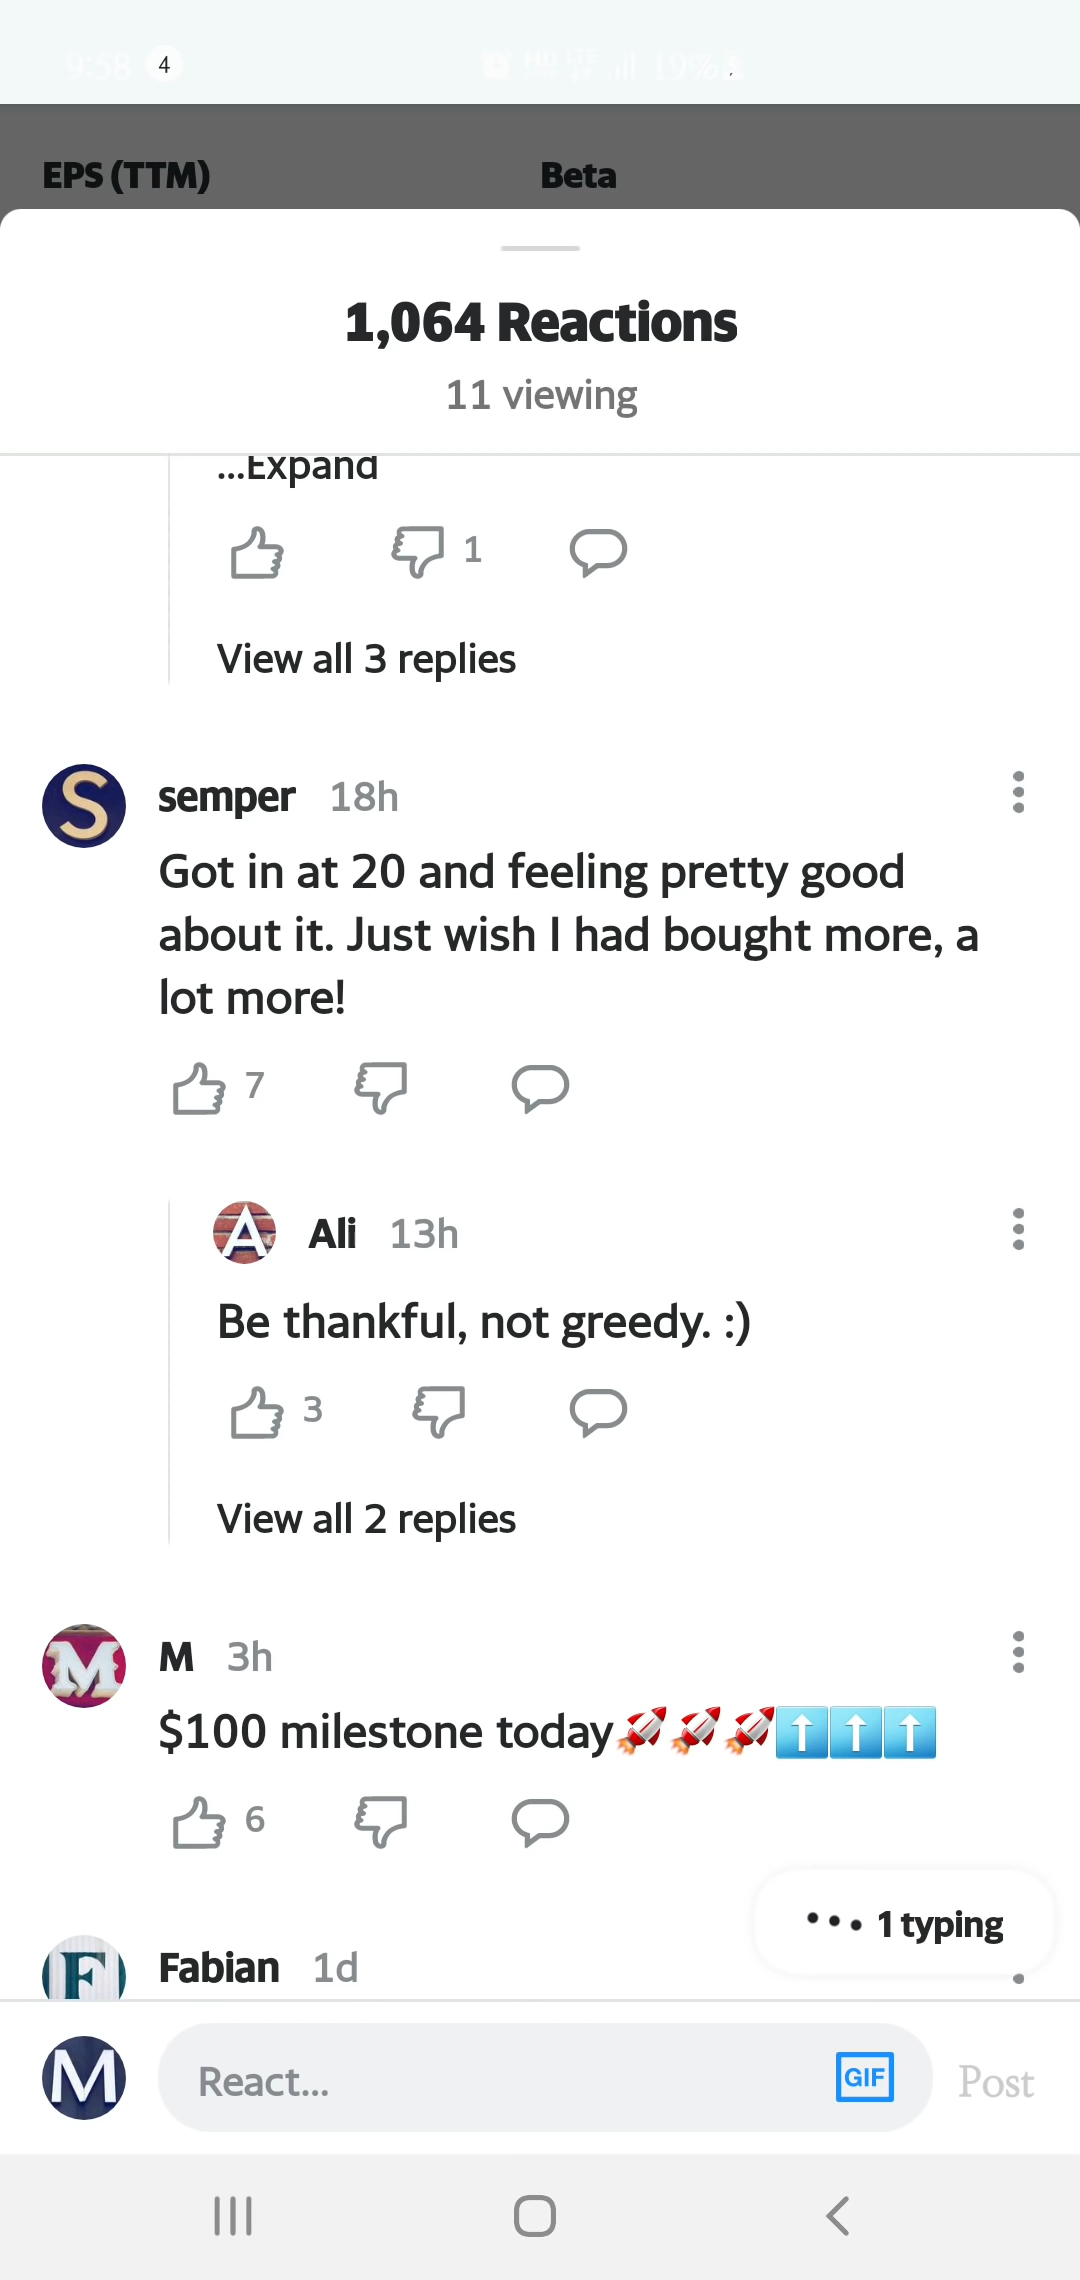 9:58 4 HD LTE 19%
EPS (TTM) Beta
1,064 Reactions
11 viewing
...Expand
1
View all 3 replies
S semper 18h
Got in at 20 and feeling pretty good
about it. Just wish I had bought more, a
lot more!
7
A Ali 13h
Be thankful, not greedy. :)
3
View all 2 replies
M M 3h
$100 milestone today🚀🚀🚀⬆️⬆️⬆️
6
••• 1 typing
F Fabian 1d
M React... GIF Post